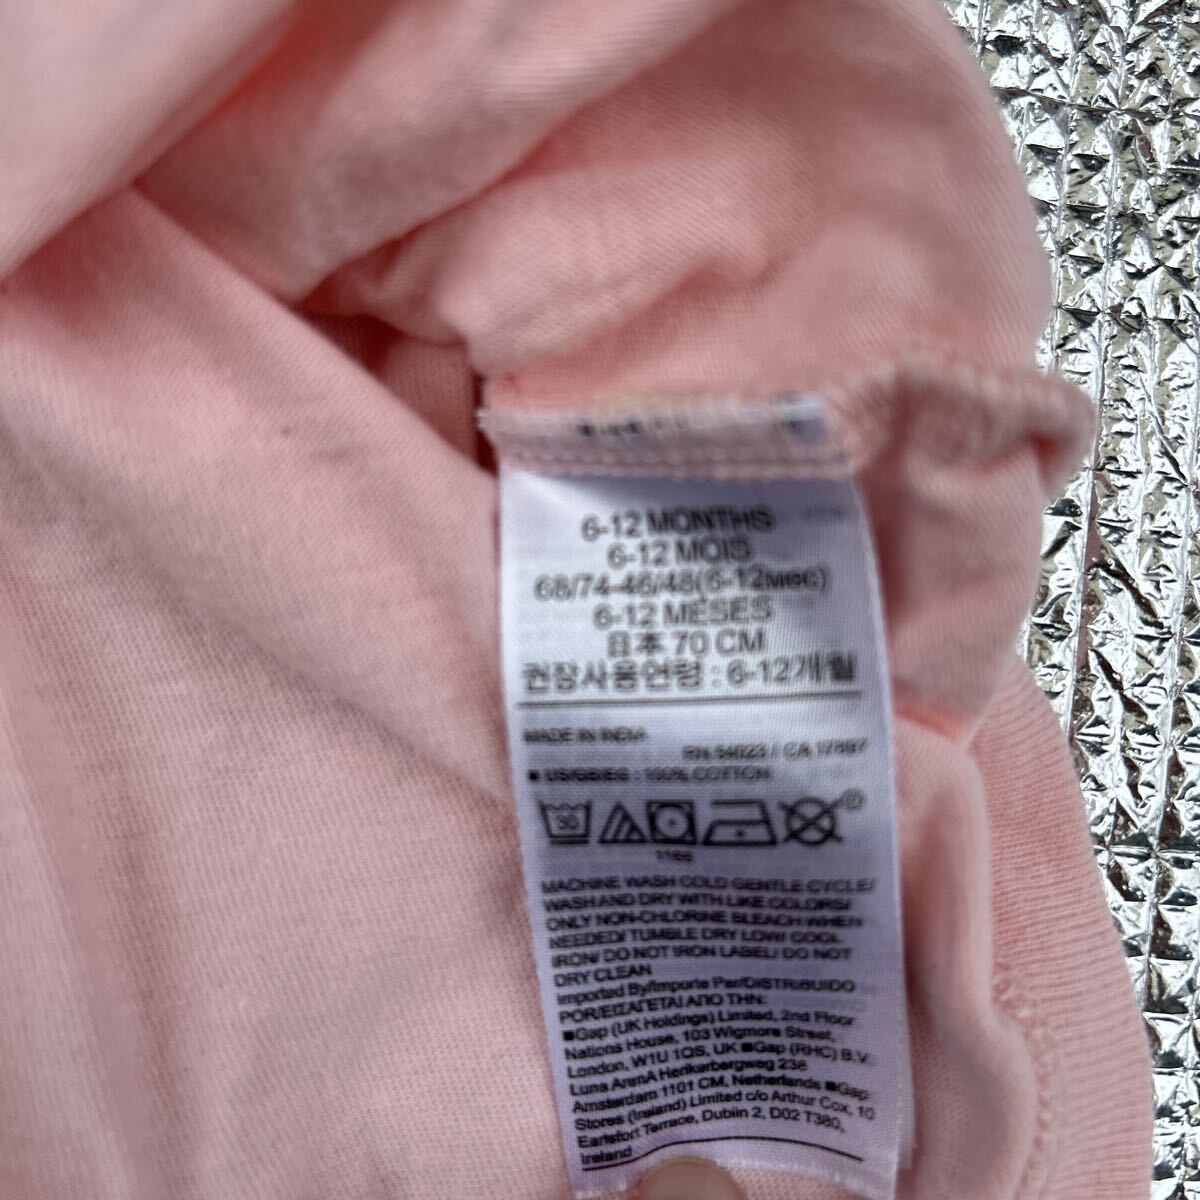 6-12 MONTHS
6-12 MOIS
68/74-46/48(6-12мес)
6-12 MESES
日本 70 CM
권장사용연령 : 6-12개월
MADE IN INDIA
RN 54023 / CA 17897
■ US/GB/ES : 100% COTTON
30
MACHINE WASH COLD GENTLE CYCLE/
WASH AND DRY WITH LIKE COLORS/
ONLY NON-CHLORINE BLEACH WHEN
NEEDED/ TUMBLE DRY LOW/ COOL
IRON/ DO NOT IRON LABEL/ DO NOT
DRY CLEAN
Imported By/Importe Par/DISTRIBUIDO
POR/ΕΙΣΑΓΕΤΑΙ ΑΠΟ ΤΗΝ:
■Gap (UK Holdings) Limited, 2nd Floor
Nations House, 103 Wigmore Street,
London, W1U 1QS, UK ■Gap (RHC) B.V.
Luna ArenA Herikerbergweg 238
Amsterdam 1101 CM, Netherlands ■Gap
Stores (Ireland) Limited c/o Arthur Cox, 10
Earlsfort Terrace, Dublin 2, D02 T380,
Ireland